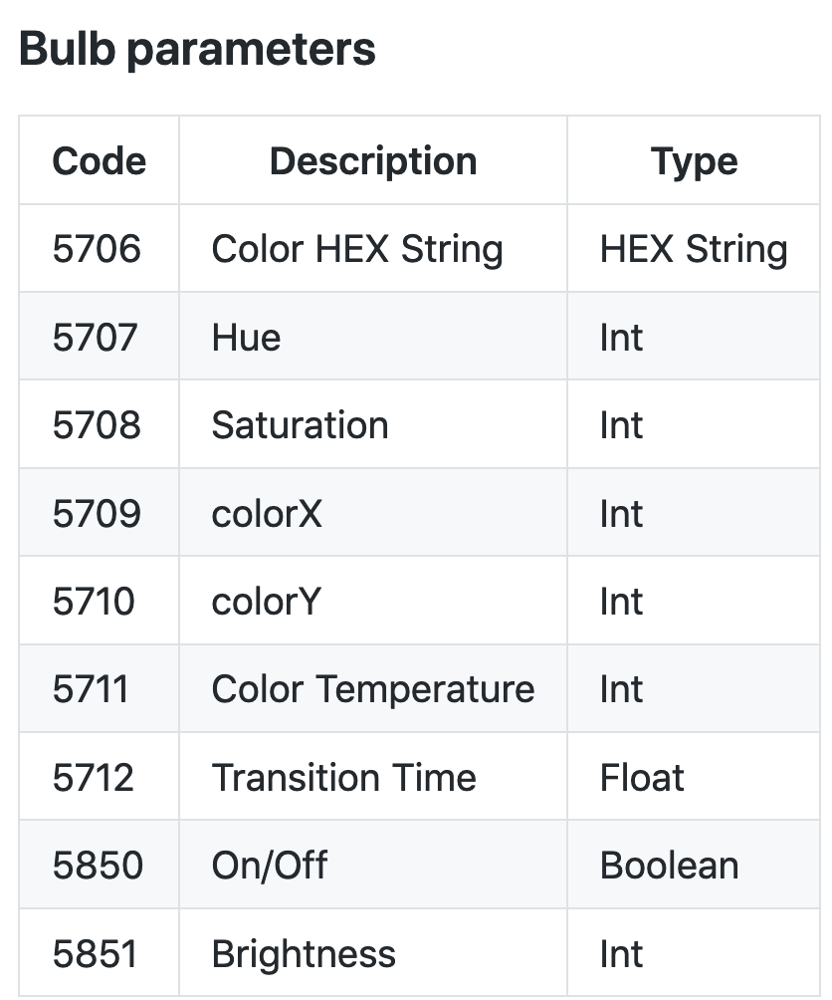 Bulb parameters
Code Description Type
5706 Color HEX String HEX String
5707 Hue Int
5708 Saturation Int
5709 colorX Int
5710 colorY Int
5711 Color Temperature Int
5712 Transition Time Float
5850 On/Off Boolean
5851 Brightness Int